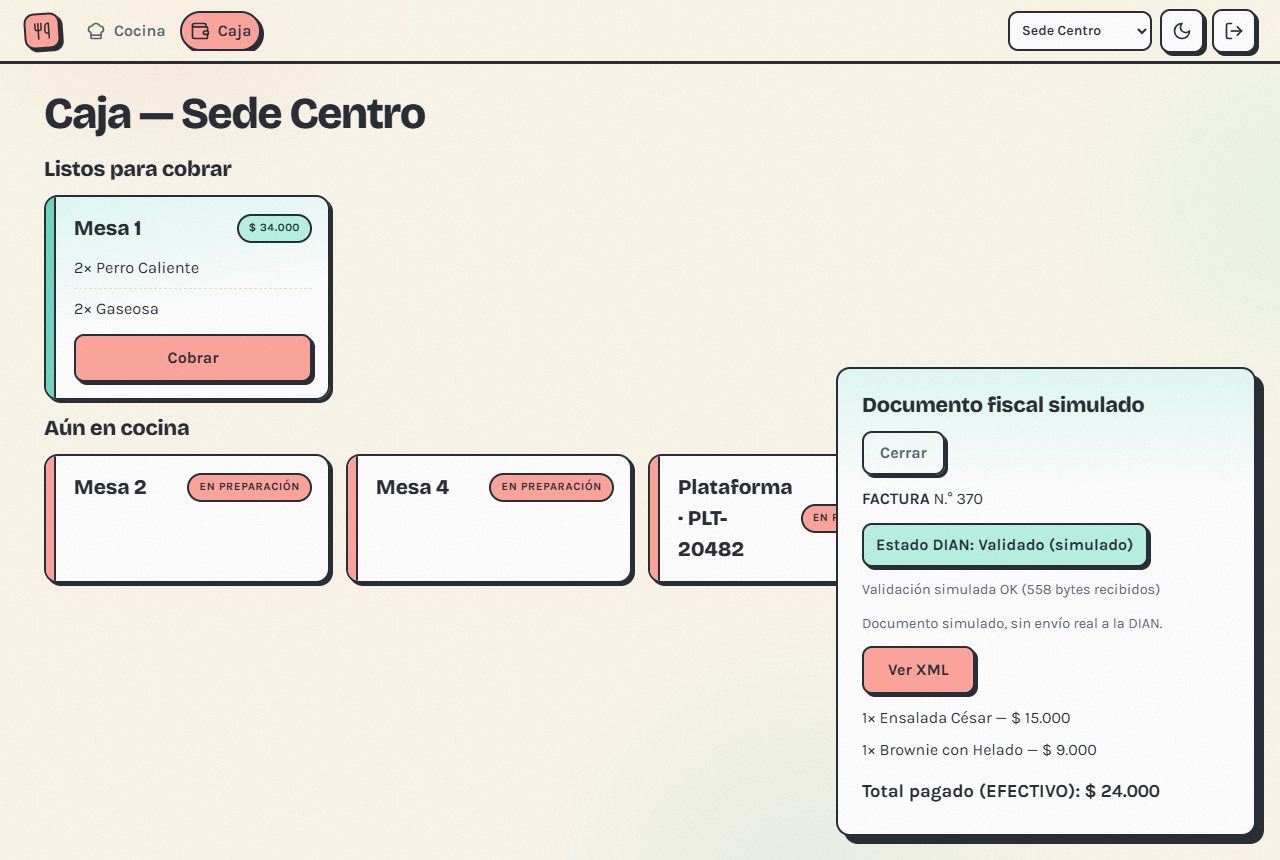 Cocina
Caja
Sede Centro
Caja — Sede Centro
Listos para cobrar
Mesa 1
$ 34.000
2× Perro Caliente
2× Gaseosa
Cobrar
Aún en cocina
Mesa 2
EN PREPARACIÓN
Mesa 4
EN PREPARACIÓN
Plataforma
· PLT-
20482
EN
Documento fiscal simulado
Cerrar
FACTURA N.° 370
Estado DIAN: Validado (simulado)
Validación simulada OK (558 bytes recibidos)
Documento simulado, sin envío real a la DIAN.
Ver XML
1× Ensalada César — $ 15.000
1× Brownie con Helado — $ 9.000
Total pagado (EFECTIVO): $ 24.000